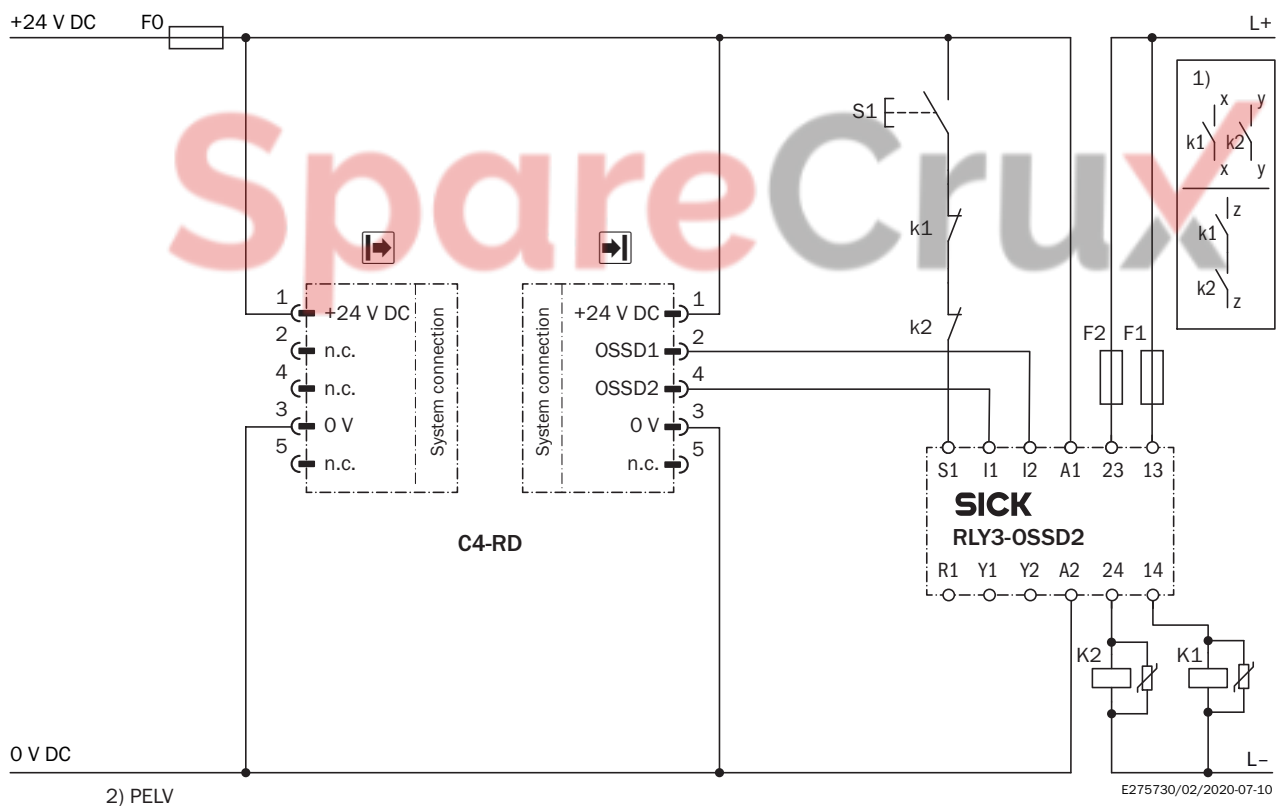 +24 V DC F0 L+
1)
x y
S1 k1 k2
x y
SpareCrux
k1 z
k1
k2 z
k2
F2 F1
1 +24 V DC
2 n.c.
4 n.c.
3 0 V
5 n.c.
System connection
System connection
+24 V DC 1
OSSD1 2
OSSD2 4
0 V 3
n.c. 5
C4-RD
S1 I1 I2 A1 23 13
SICK
RLY3-OSSD2
R1 Y1 Y2 A2 24 14
K2 K1
0 V DC L–
2) PELV
E275730/02/2020-07-10